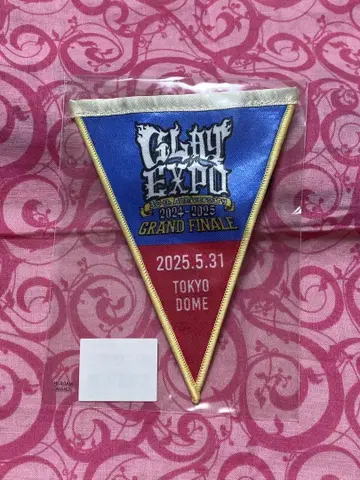 GLAY
EXPO
2024-2025
GRAND FINALE
2025.5.31
TOKYO
DOME